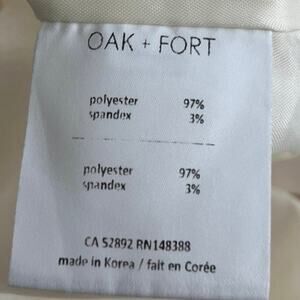 OAK + FORT
polyester 97%
spandex 3%
polyester 97%
spandex 3%
CA 52892 RN148388
made in Korea / fait en Corée